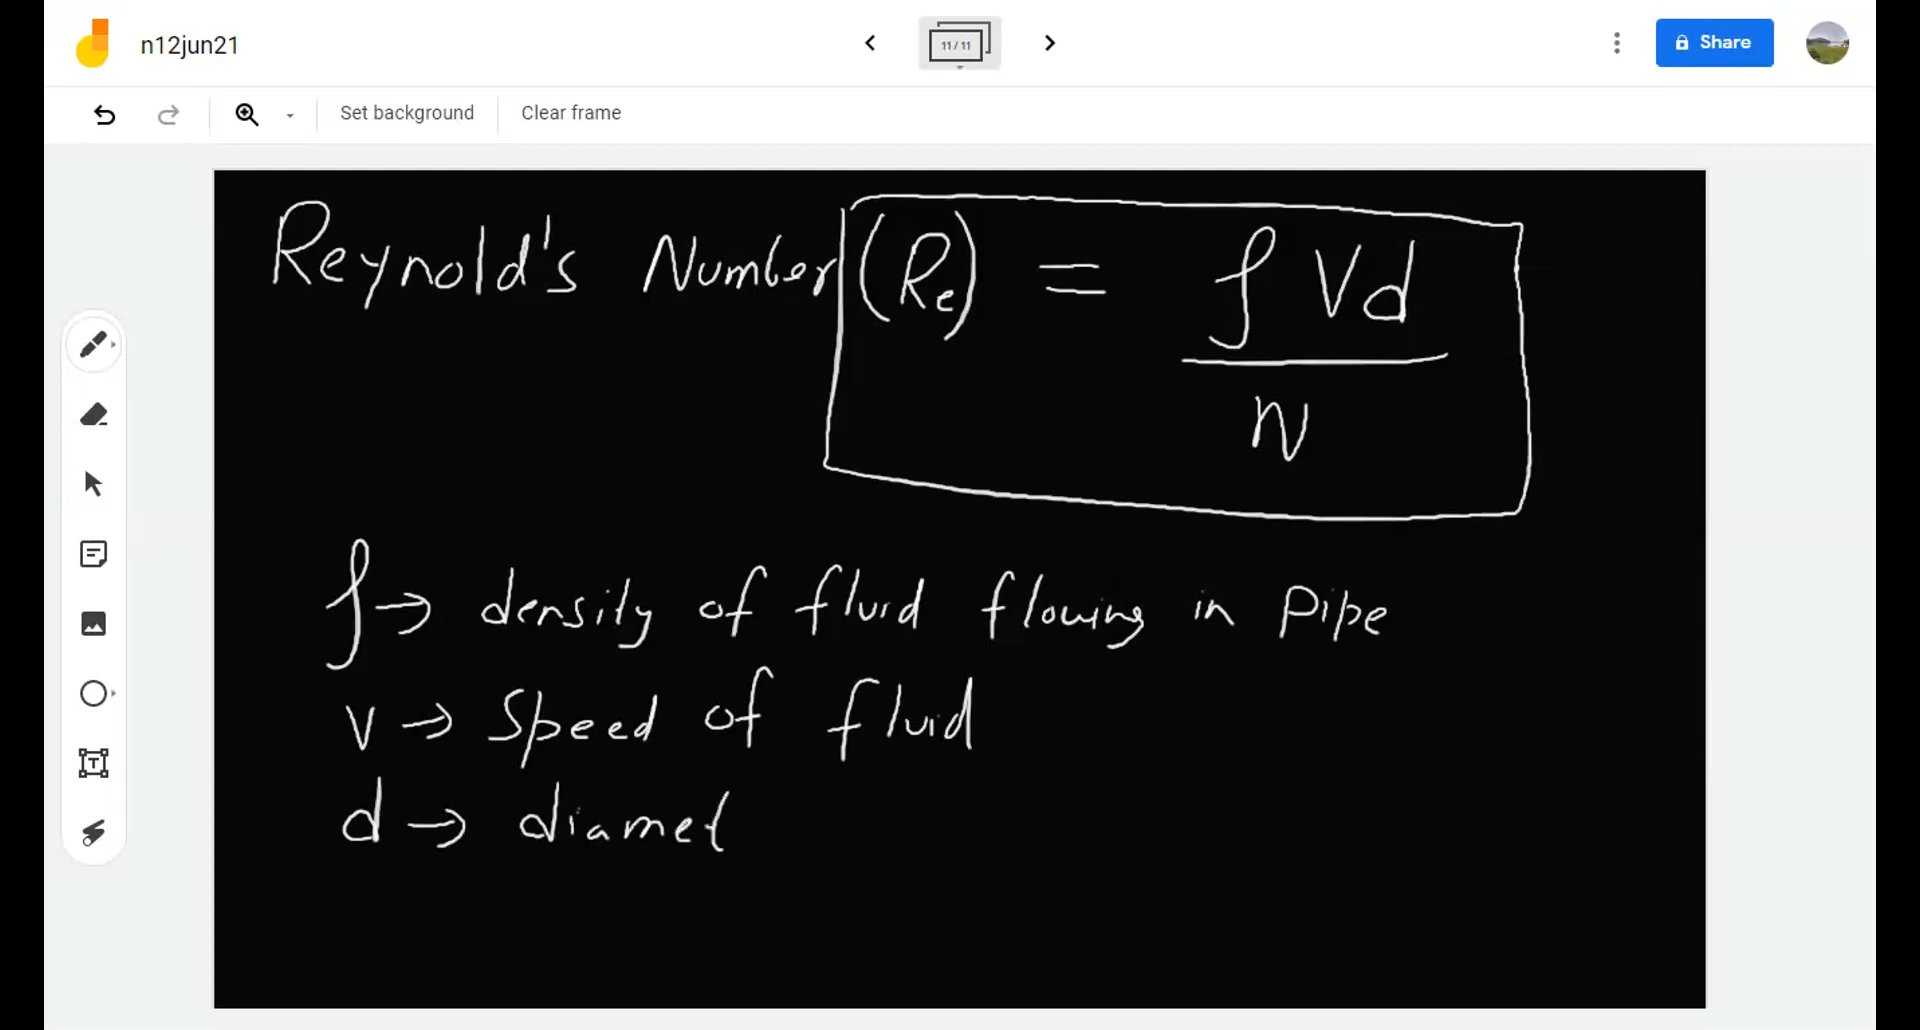 n12jun21
11 / 11
Share
Set background
Clear frame
Reynold's Number (Re) = ρVd
N
ρ → density of fluid flowing in pipe
v → Speed of fluid
d → diamet